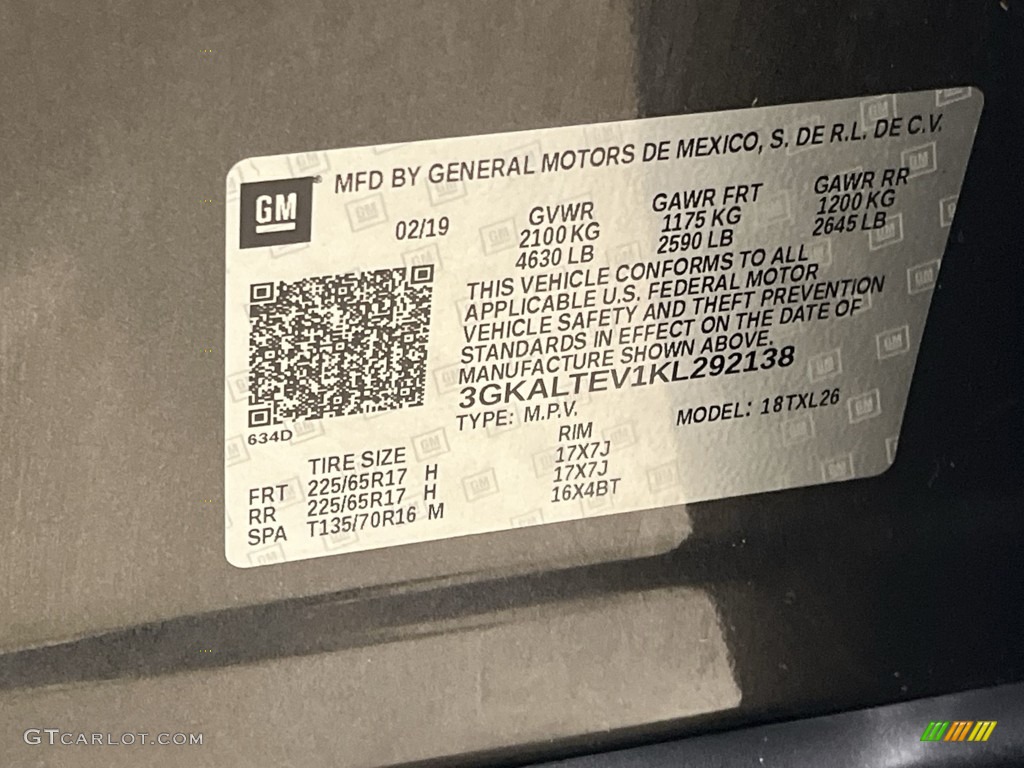 GM
MFD BY GENERAL MOTORS DE MEXICO, S. DE R.L. DE C.V.
02/19
GVWR
2100 KG
4630 LB
GAWR FRT
1175 KG
2590 LB
GAWR RR
1200 KG
2645 LB
THIS VEHICLE CONFORMS TO ALL
APPLICABLE U.S. FEDERAL MOTOR
VEHICLE SAFETY AND THEFT PREVENTION
STANDARDS IN EFFECT ON THE DATE OF
MANUFACTURE SHOWN ABOVE.
3GKALTEV1KL292138
TYPE: M.P.V. MODEL: 18TXL26
634D
TIRE SIZE RIM
FRT 225/65R17 H 17X7J
RR 225/65R17 H 17X7J
SPA T135/70R16 M 16X4BT
GTCARLOT.COM